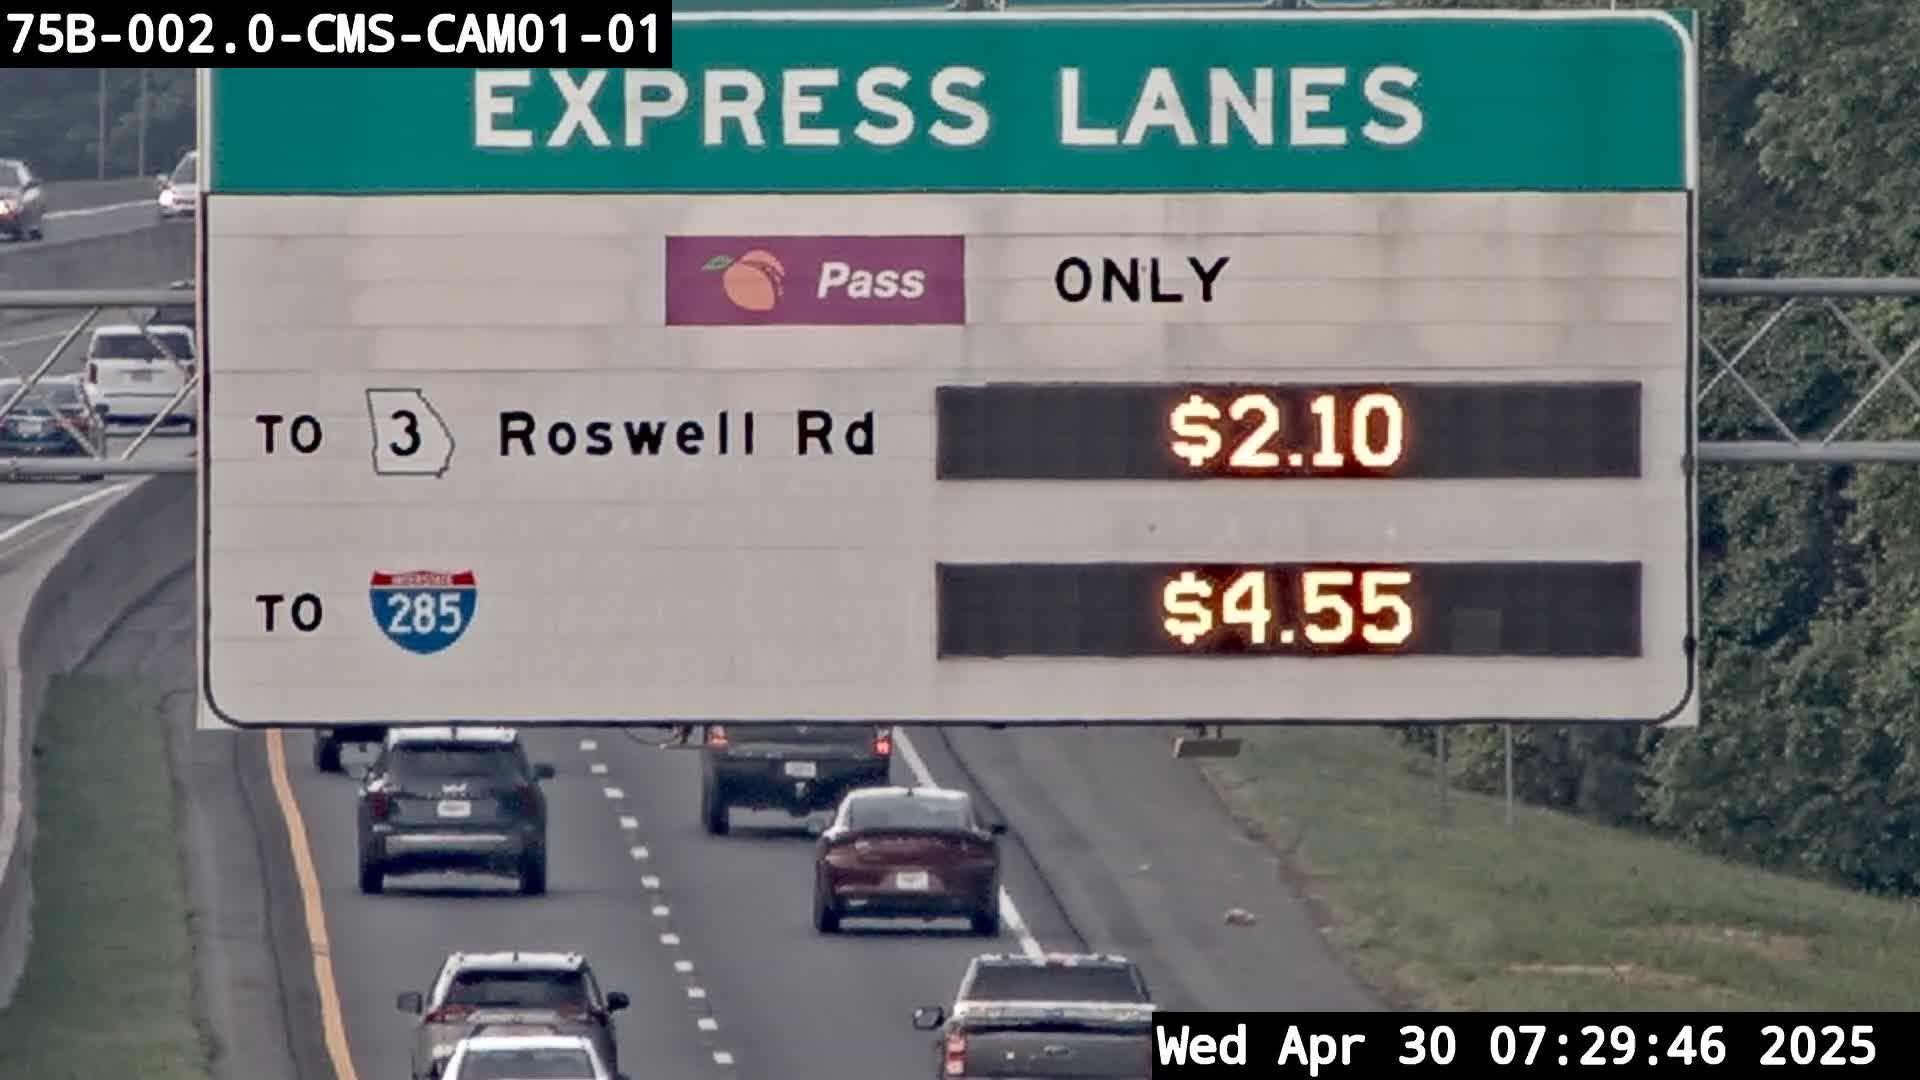 75B-002.0-CMS-CAM01-01
EXPRESS LANES
Pass ONLY
TO 3 Roswell Rd $2.10
TO INTERSTATE 285 $4.55
Wed Apr 30 07:29:46 2025